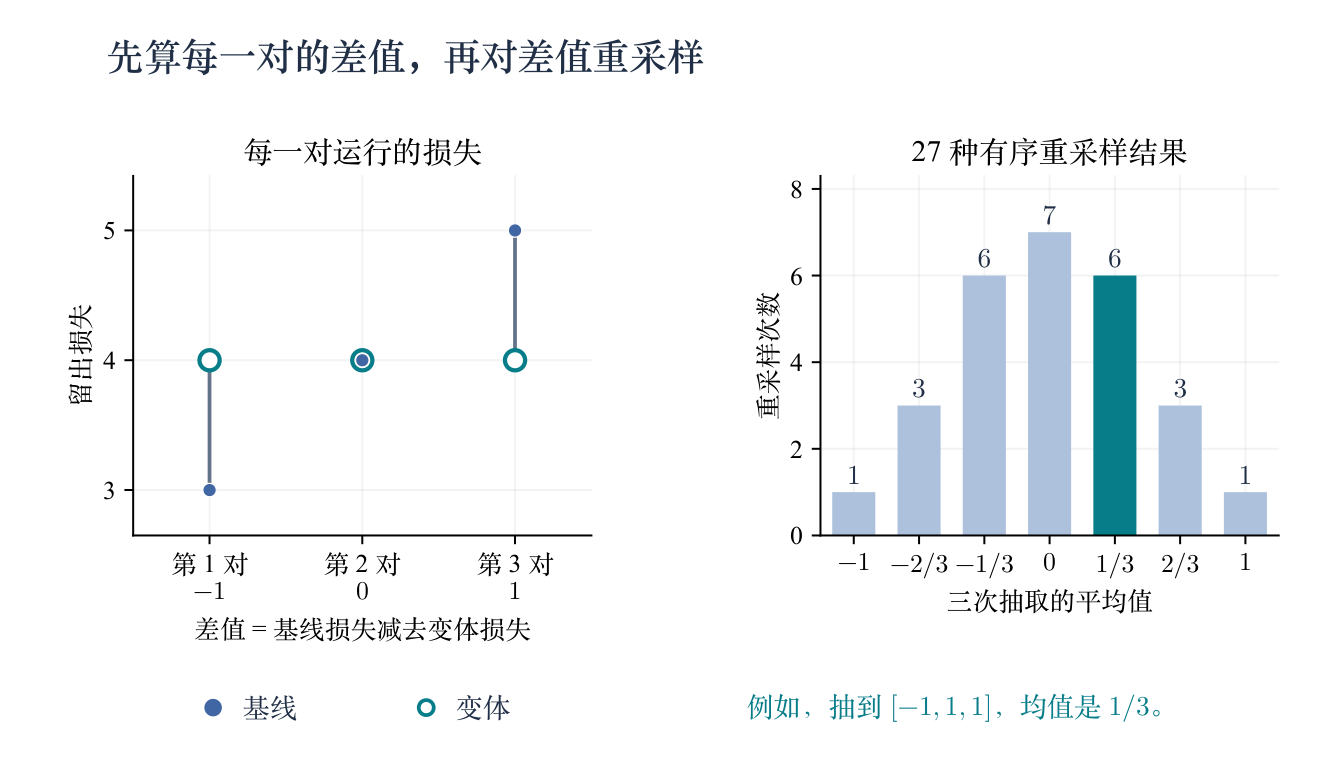 先算每一对的差值，再对差值重采样
每一对运行的损失
留出损失
5
4
3
第 1 对
−1
第 2 对
0
第 3 对
1
差值 = 基线损失减去变体损失
基线
变体
27 种有序重采样结果
重采样次数
8
6
4
2
0
1
3
6
7
6
3
1
−1
−2/3
−1/3
0
1/3
2/3
1
三次抽取的平均值
例如，抽到 [−1, 1, 1]，均值是 1/3。